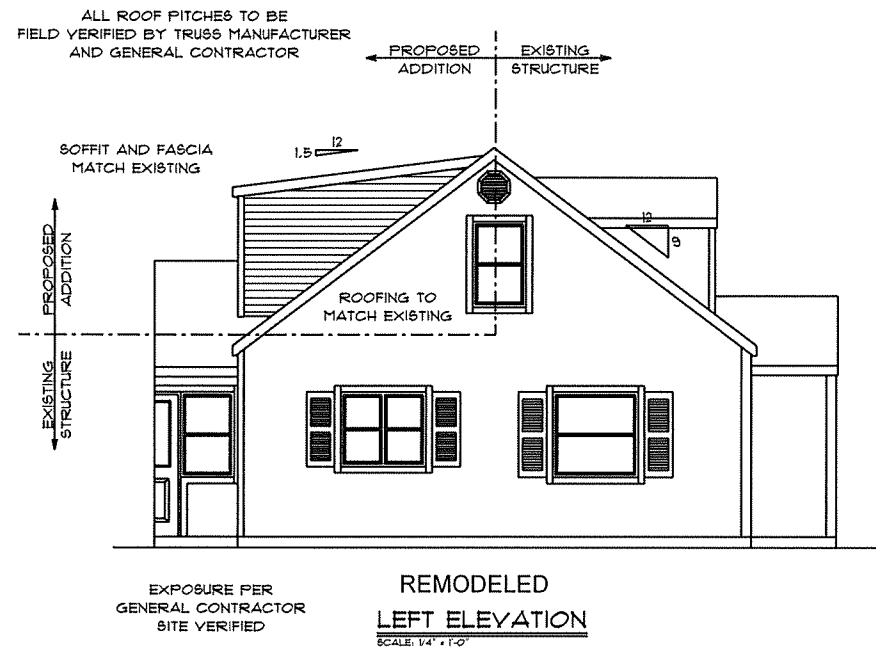 ALL ROOF PITCHES TO BE
FIELD VERIFIED BY TRUSS MANUFACTURER
AND GENERAL CONTRACTOR
PROPOSED
ADDITION
EXISTING
STRUCTURE
SOFFIT AND FASCIA
MATCH EXISTING
12
1.5
12
9
PROPOSED
ADDITION
EXISTING
STRUCTURE
ROOFING TO
MATCH EXISTING
EXPOSURE PER
GENERAL CONTRACTOR
SITE VERIFIED
REMODELED
LEFT ELEVATION
SCALE: 1/4" = 1'-0"